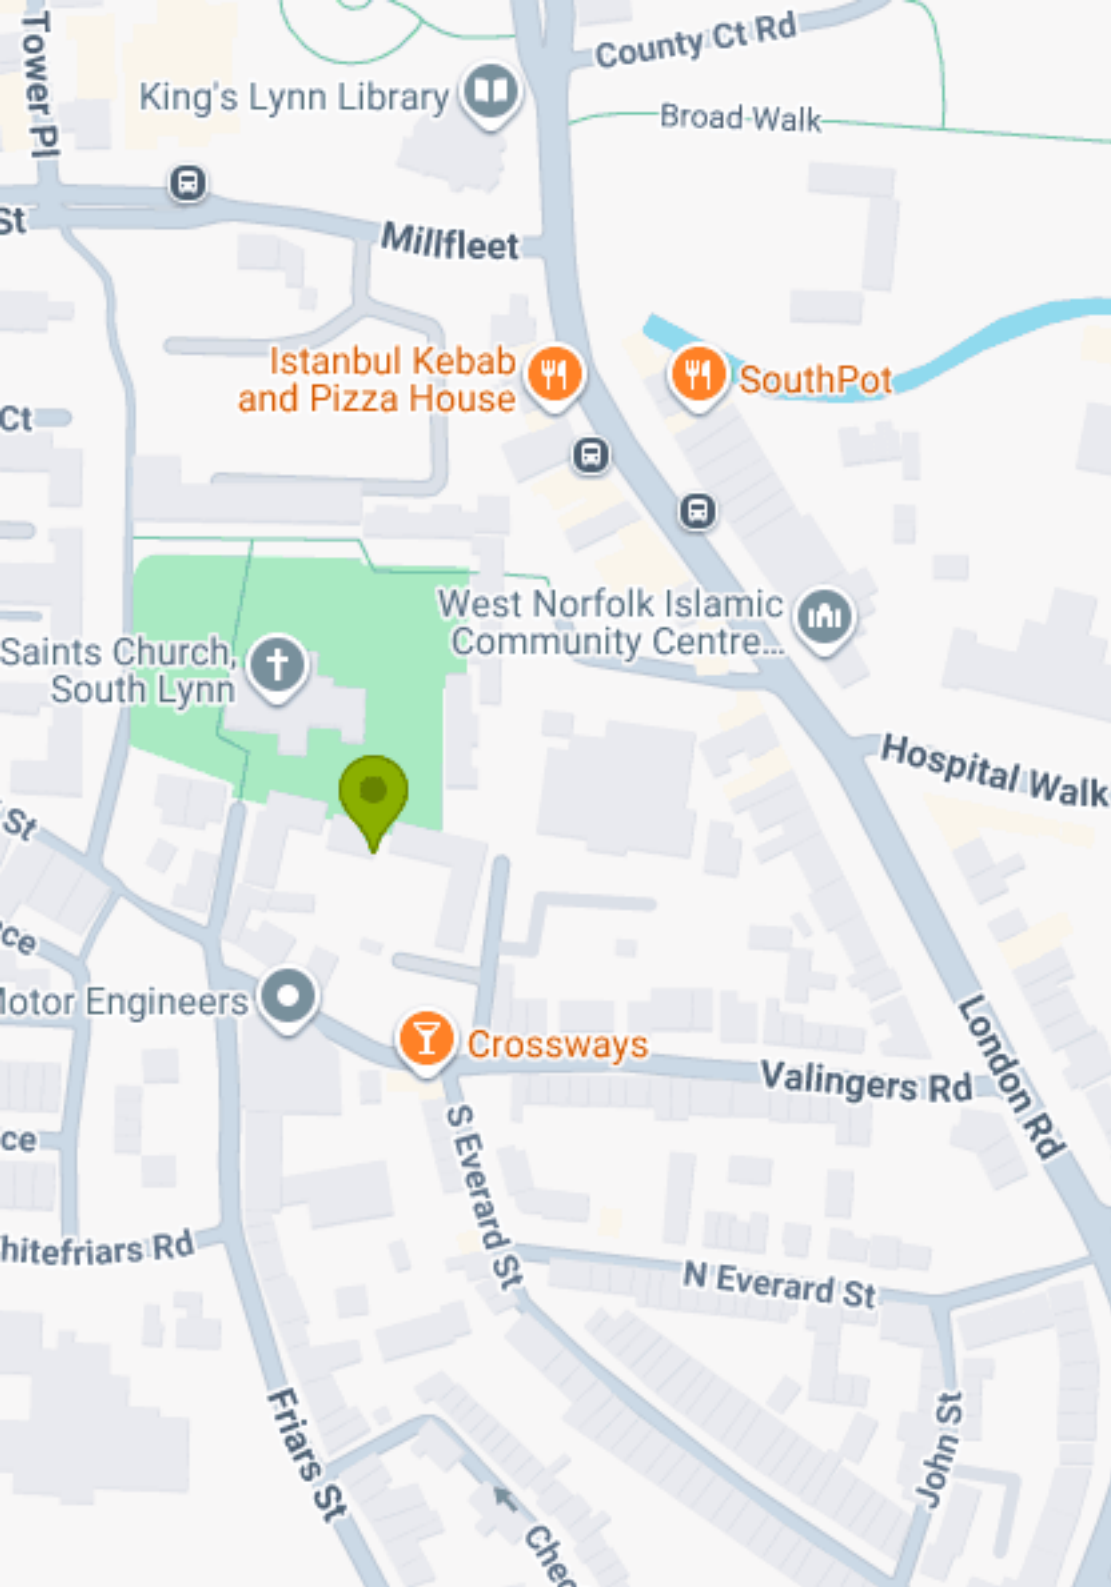 Tower Pl
County Ct Rd
King's Lynn Library
Broad Walk
St
Millfleet
Istanbul Kebab
and Pizza House
SouthPot
Ct
West Norfolk Islamic
Community Centre...
Saints Church,
South Lynn
Hospital Walk
St
Motor Engineers
Crossways
London Rd
Valingers Rd
S Everard St
hitefriars Rd
N Everard St
Friars St
John St